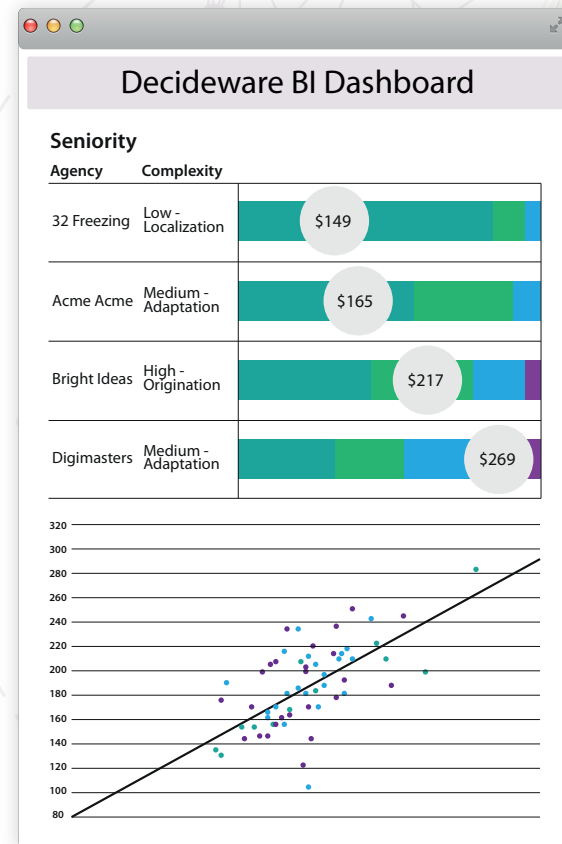 Decideware BI Dashboard
Seniority
Agency Complexity
32 Freezing Low - Localization $149
Acme Acme Medium - Adaptation $165
Bright Ideas High - Origination $217
Digimasters Medium - Adaptation $269
320
300
280
260
240
220
200
180
160
140
120
100
80